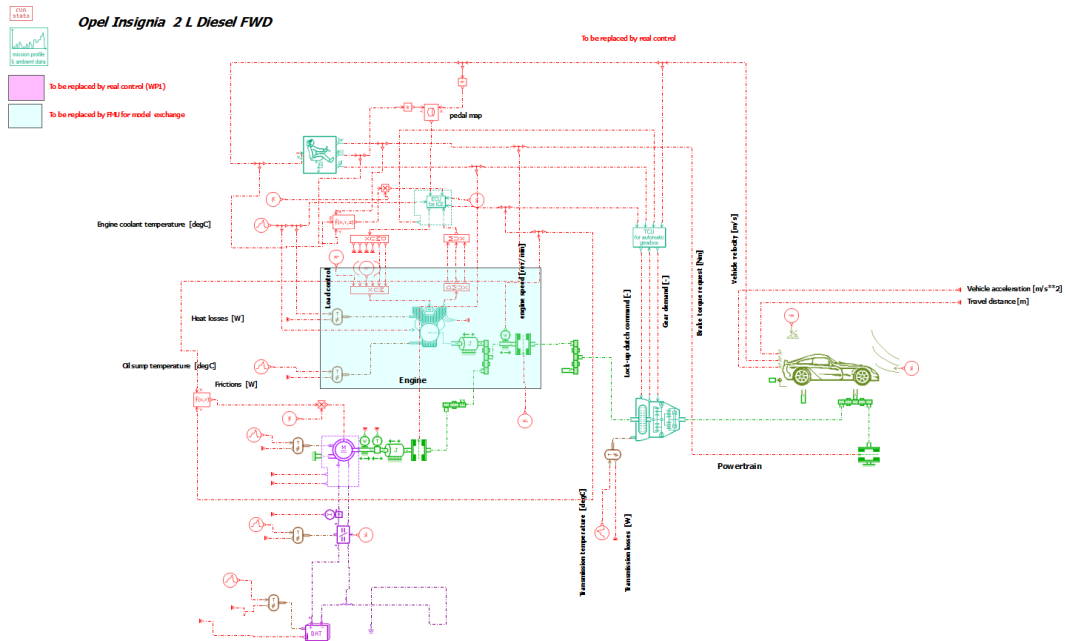 run
stats
Opel Insignia 2 L Diesel FWD
mission profile
& ambient data
To be replaced by real control
To be replaced by real control (WP1)
To be replaced by FMU for model exchange
pedal map
Engine coolant temperature [degC]
TCU
for automatic
gearbox
ECU
for ICE
Load control
engine speed [rev/min]
Vehicle velocity [m/s]
Brake torque request [Nm]
Gear demand [-]
Lock-up clutch command [-]
Vehicle acceleration [m/s**2]
Travel distance [m]
Heat losses [W]
Oil sump temperature [degC]
Frictions [W]
Engine
Powertrain
Transmission temperature [degC]
Transmission losses [W]
BAT